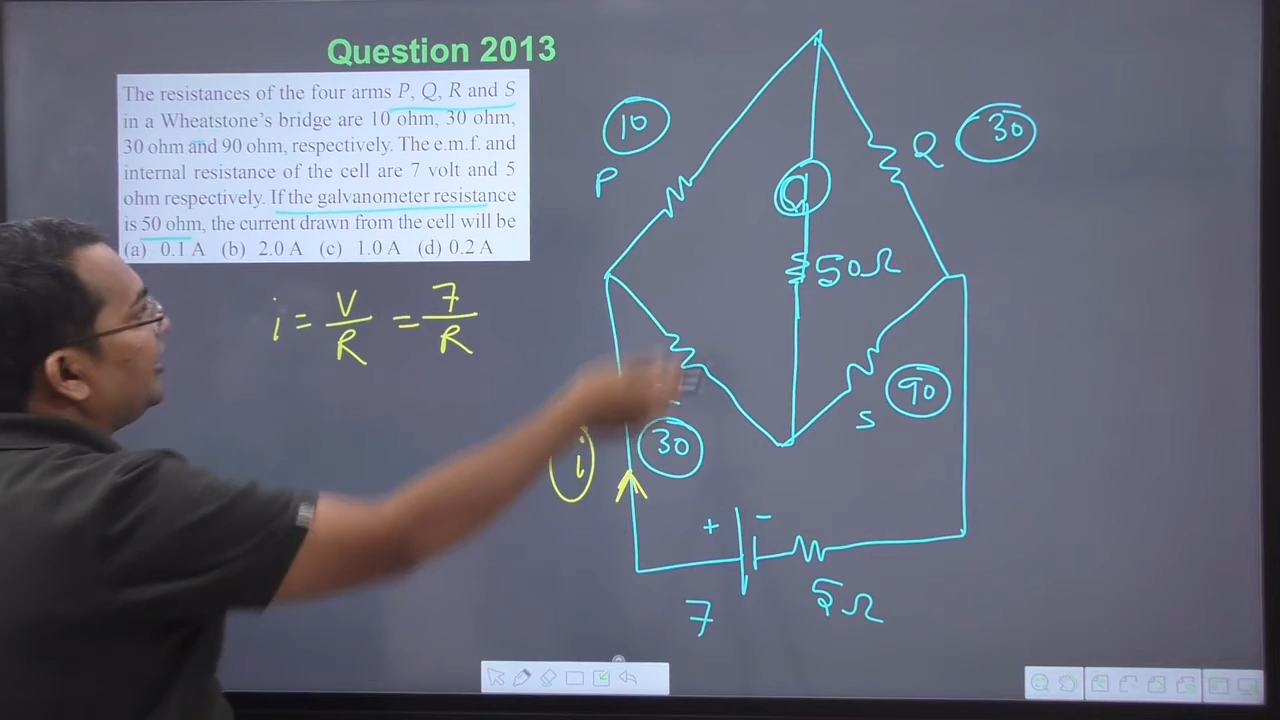 Question 2013
The resistances of the four arms P, Q, R and S
in a Wheatstone's bridge are 10 ohm, 30 ohm,
30 ohm and 90 ohm, respectively. The e.m.f. and
internal resistance of the cell are 7 volt and 5
ohm respectively. If the galvanometer resistance
is 50 ohm, the current drawn from the cell will be
(a) 0.1 A (b) 2.0 A (c) 1.0 A (d) 0.2 A
i = V/R = 7/R
10
P
Q
30
G
50Ω
30
90
S
i
+
−
7
5Ω